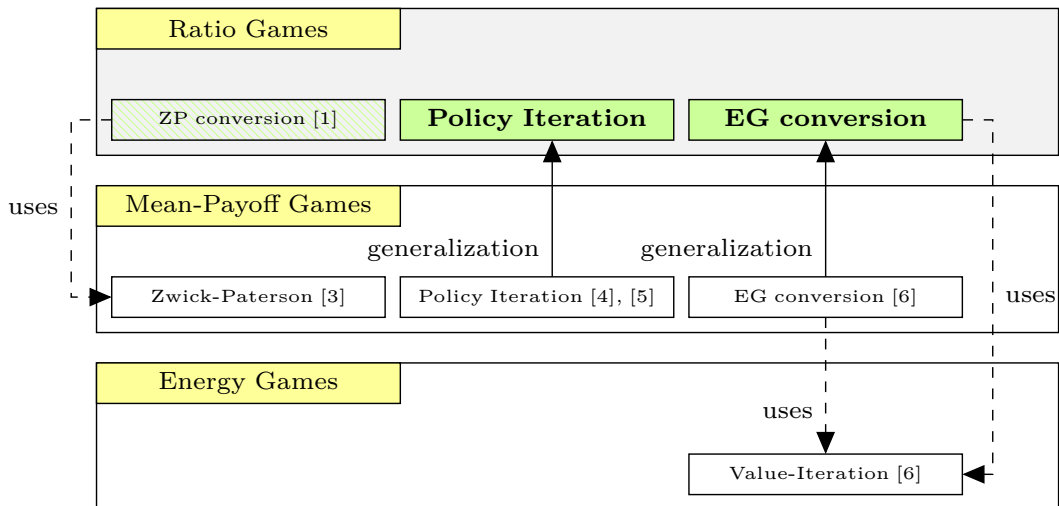 Ratio Games
ZP conversion [1]
Policy Iteration
EG conversion
uses
Mean-Payoff Games
generalization
generalization
Zwick-Paterson [3]
Policy Iteration [4], [5]
EG conversion [6]
uses
Energy Games
uses
Value-Iteration [6]